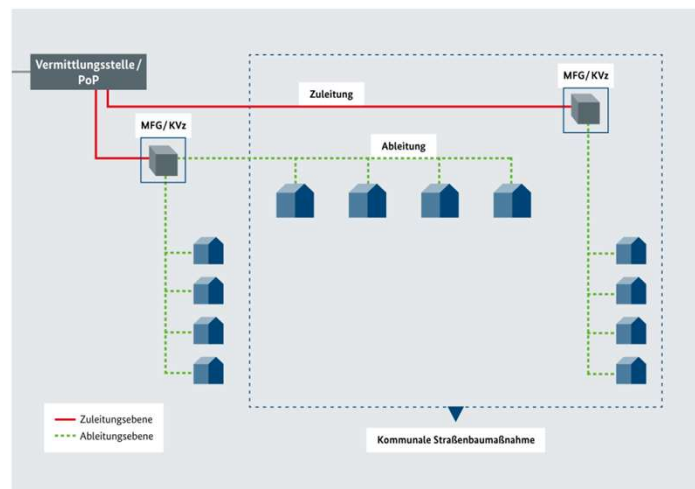 Vermittlungsstelle/
PoP
MFG/KVz
Zuleitung
MFG/KVz
Ableitung
Zuleitungsebene
Ableitungsebene
Kommunale Straßenbaumaßnahme